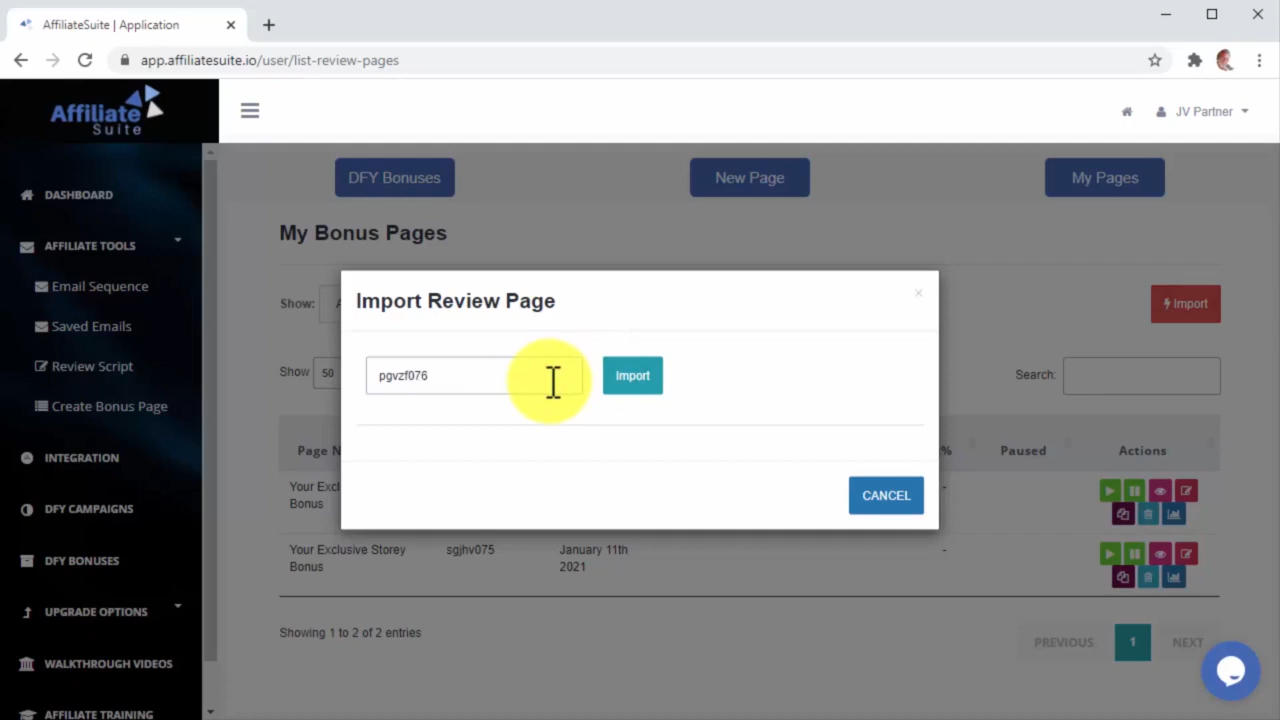 AffiliateSuite | Application
app.affiliatesuite.io/user/list-review-pages
Affiliate
Suite
JV Partner
DASHBOARD
AFFILIATE TOOLS
Email Sequence
Saved Emails
Review Script
Create Bonus Page
INTEGRATION
DFY CAMPAIGNS
DFY BONUSES
UPGRADE OPTIONS
WALKTHROUGH VIDEOS
AFFILIATE TRAINING
DFY Bonuses
New Page
My Pages
My Bonus Pages
Show: A
Import
Show 50
Search:
Import Review Page
×
pgvzf076
Import
CANCEL
Page N % Paused Actions
Your Excl -
Bonus
Your Exclusive Storey sgjhv075 January 11th -
Bonus 2021
Showing 1 to 2 of 2 entries
PREVIOUS 1 NEXT